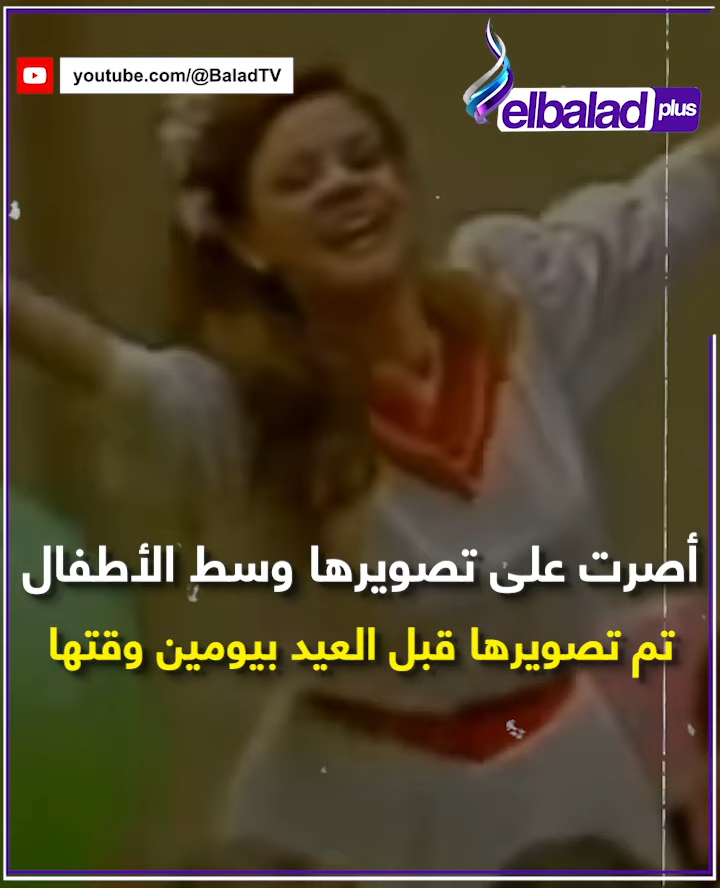 youtube.com/@BaladTV
elbalad plus
أصرت على تصويرها وسط الأطفال
تم تصويرها قبل العيد بيومين وقتها